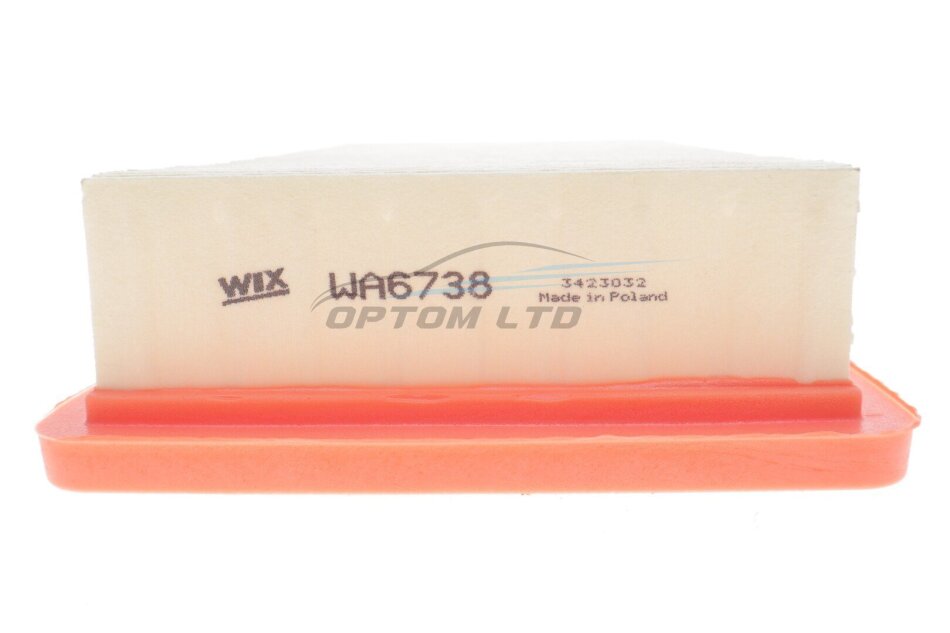 WIX WA6738 3423032
Made in Poland
OPTOM LTD